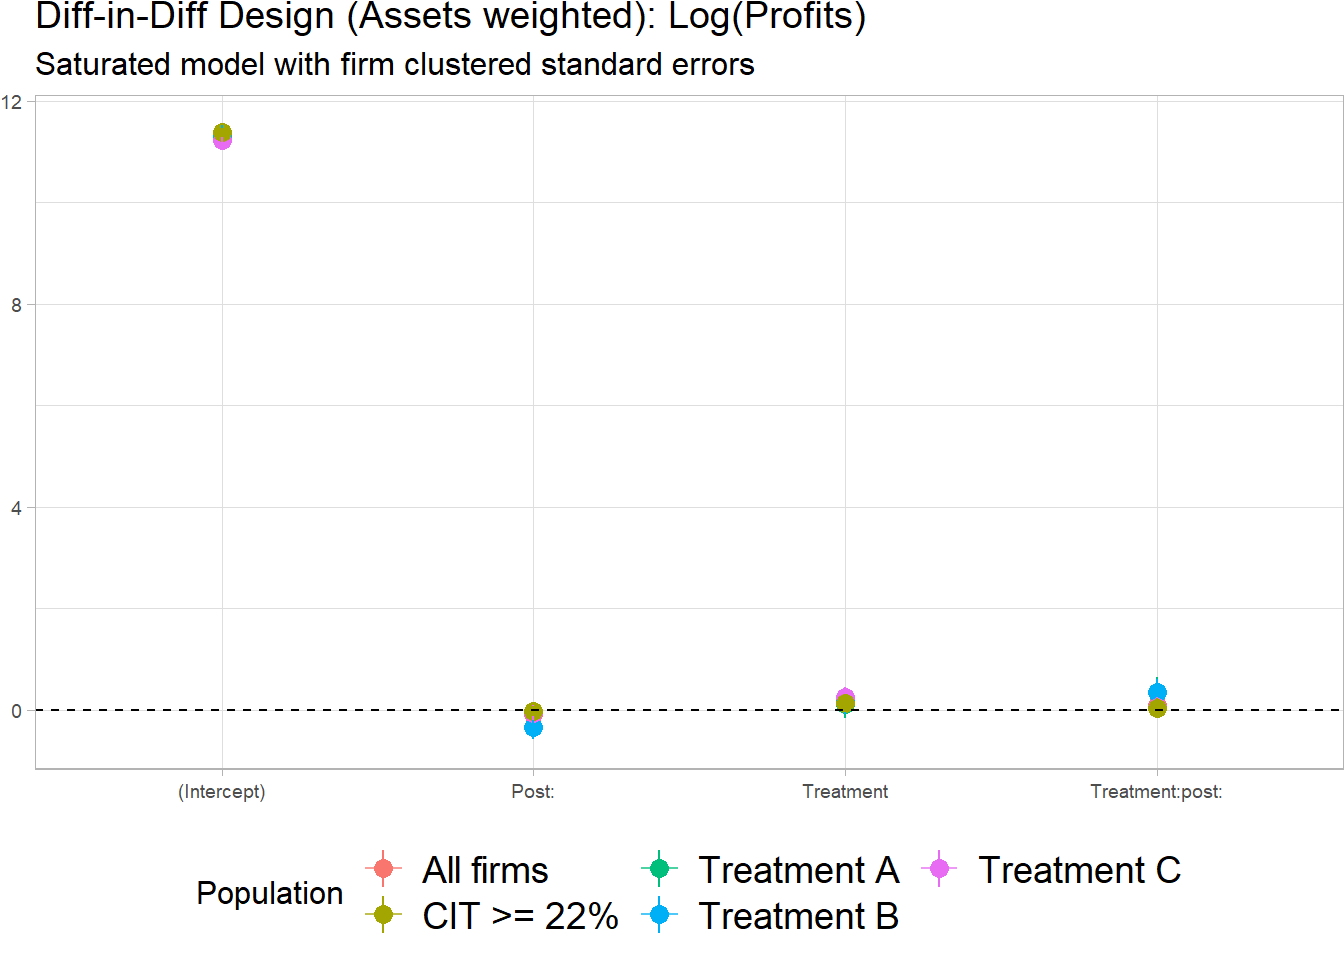 Diff-in-Diff Design (Assets weighted): Log(Profits)
Saturated model with firm clustered standard errors
12
8
4
0
(Intercept) Post: Treatment Treatment:post:
Population
All firms Treatment A Treatment C
CIT >= 22% Treatment B